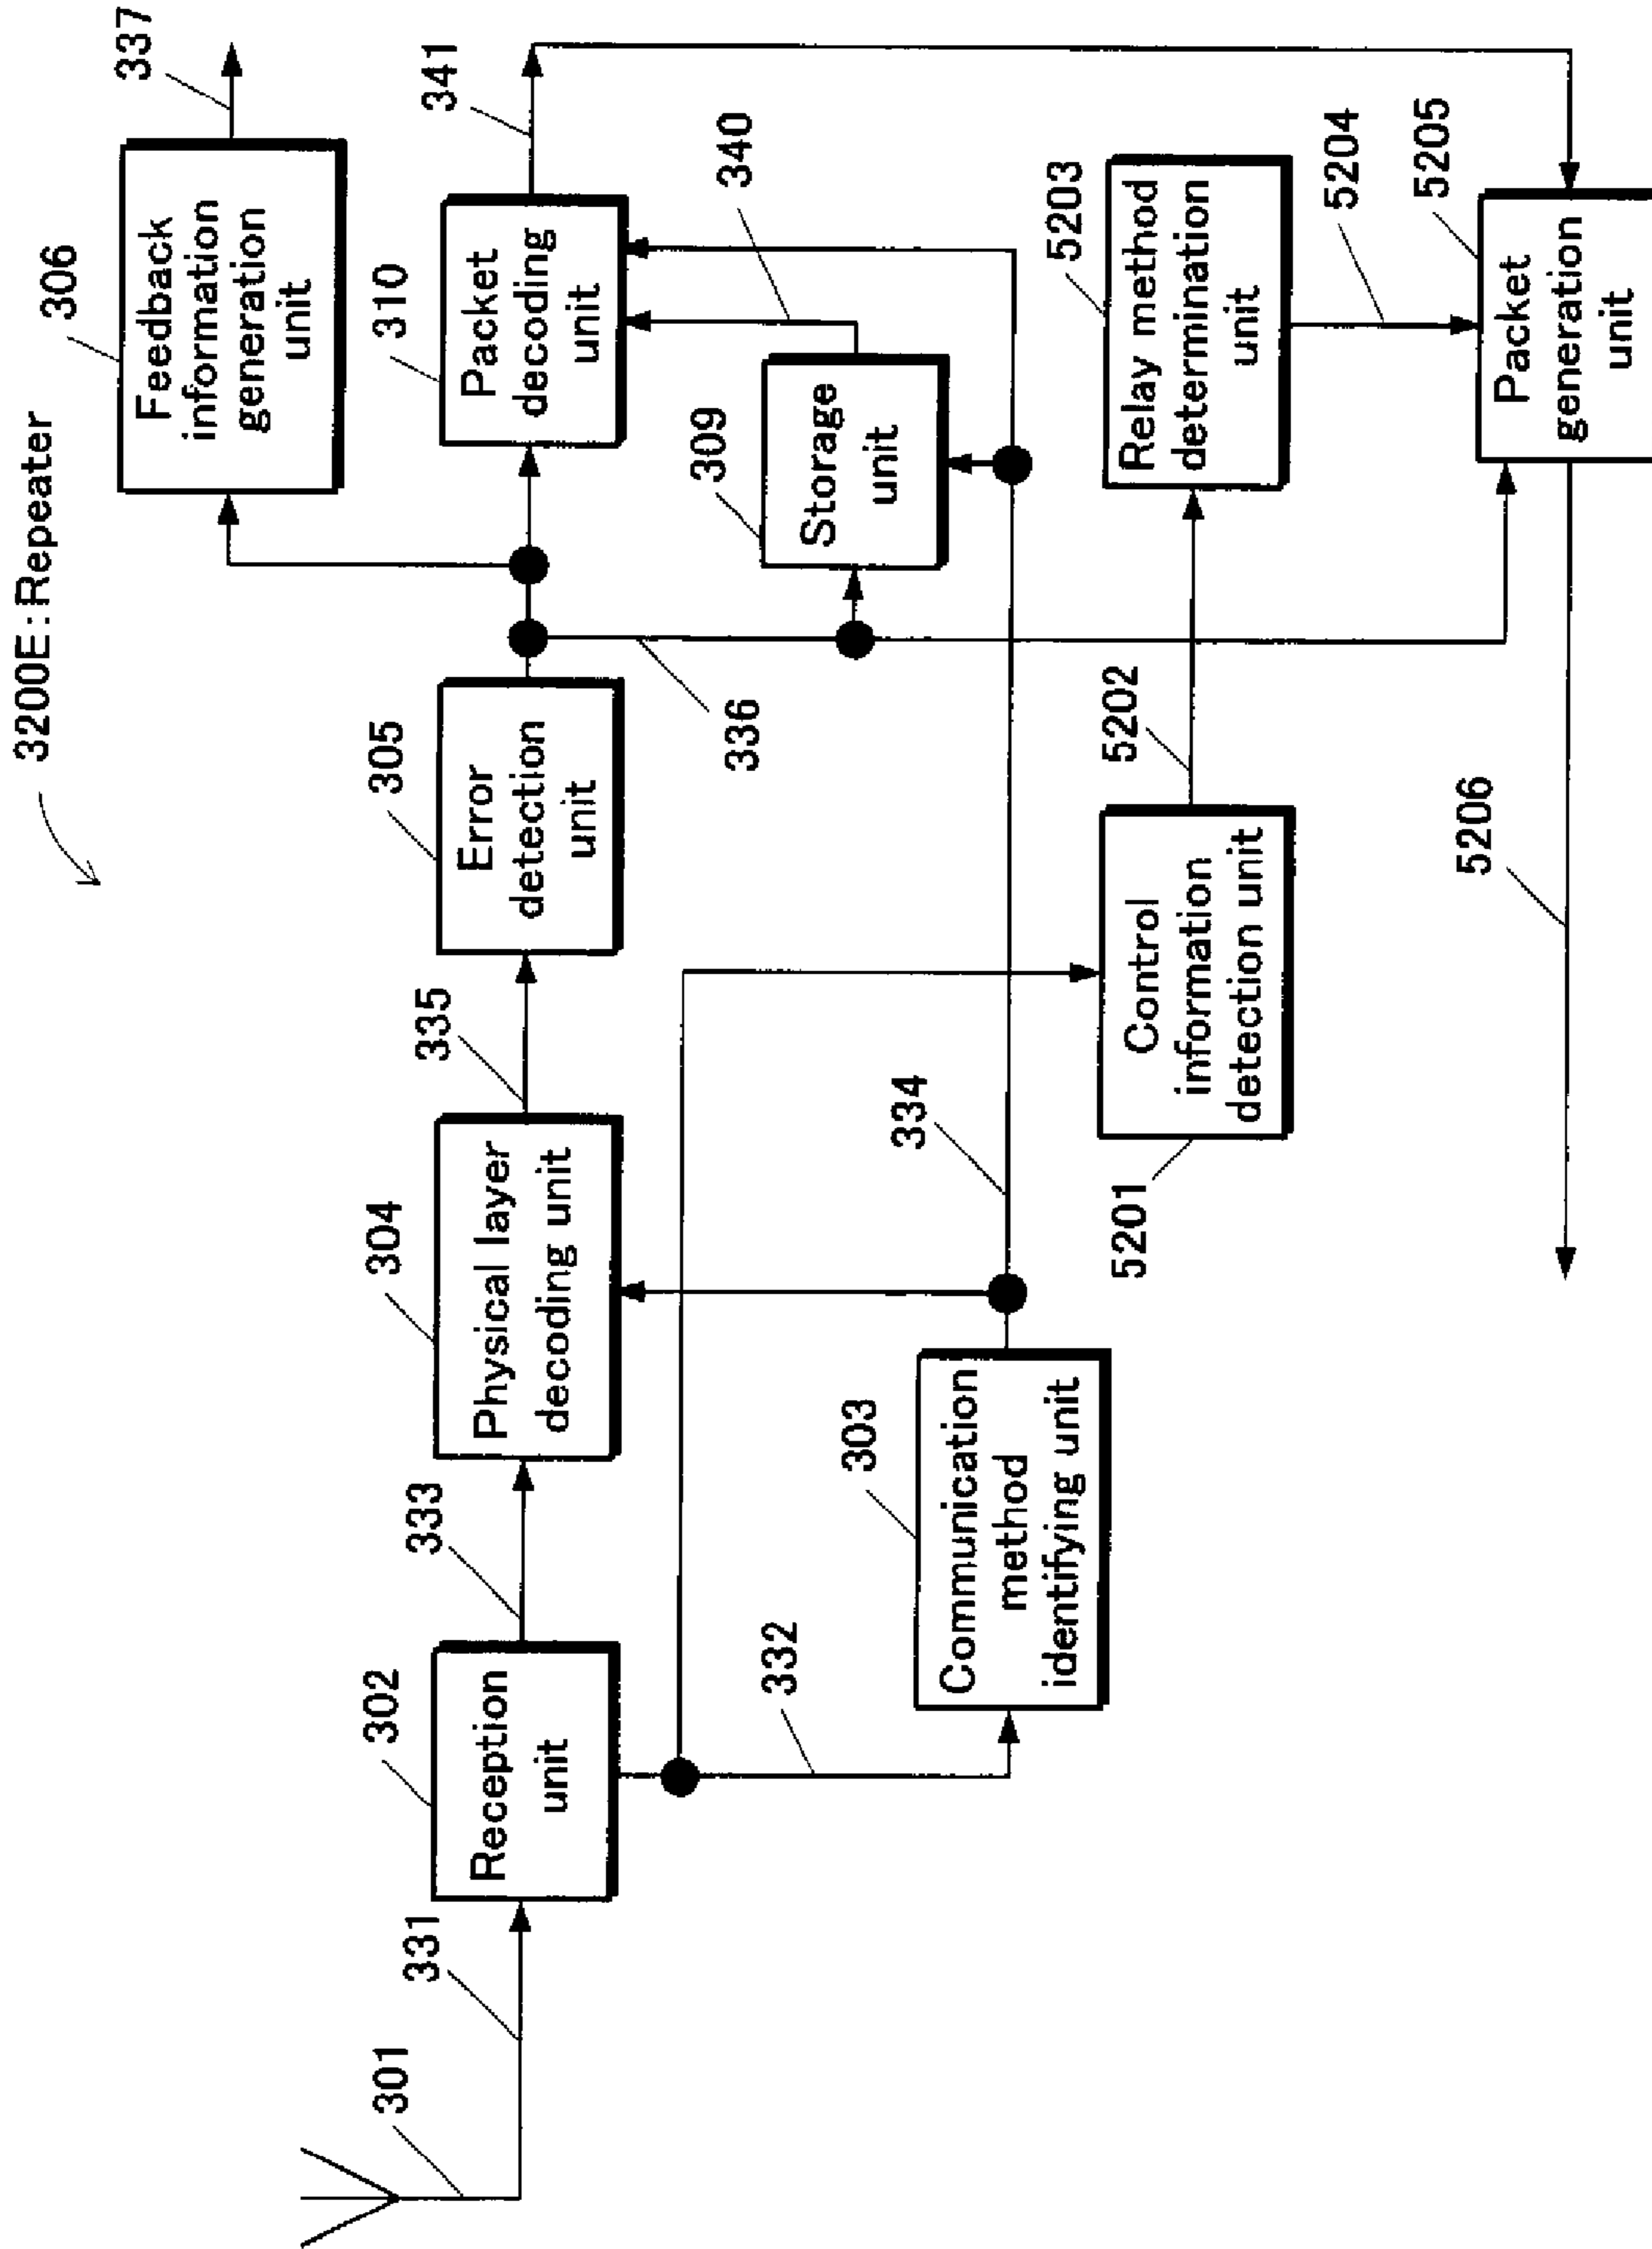 3200E:Repeater
301
331
302
Reception
unit
333
332
304
Physical layer
decoding unit
335
303
Communication
method
identifying unit
334
305
Error
detection
unit
336
306
Feedback
information
generation
unit
337
310
Packet
decoding
unit
341
309
Storage
unit
340
5201
Control
information
detection unit
5202
5203
Relay method
determination
unit
5204
5205
Packet
generation
unit
5206